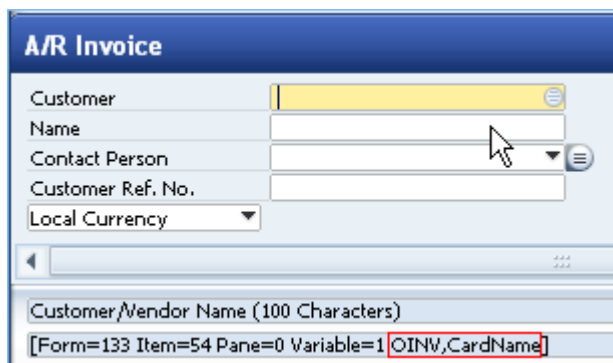 A/R Invoice
Customer
Name
Contact Person
Customer Ref. No.
Local Currency
Customer/Vendor Name (100 Characters)
[Form=133 Item=54 Pane=0 Variable=1 OINV,CardName]